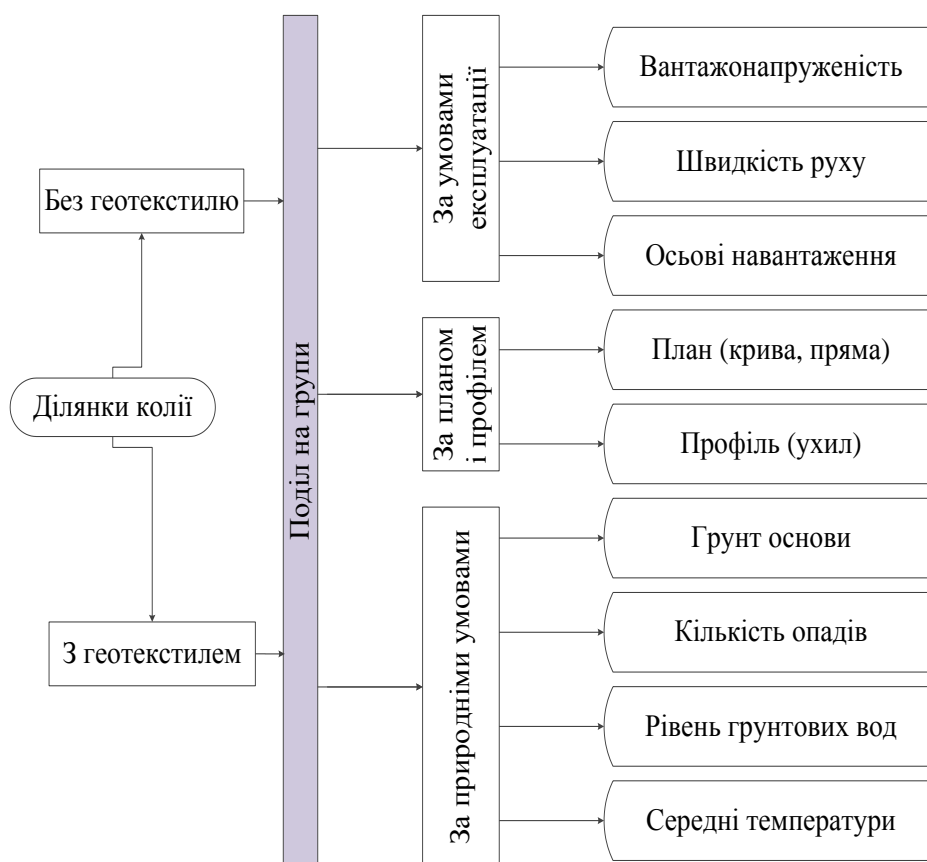 Ділянки колії
Без геотекстилю
З геотекстилем
Поділ на групи
За умовами
експлуатації
Вантажонапруженість
Швидкість руху
Осьові навантаження
За планом
і профілем
План (крива, пряма)
Профіль (ухил)
За природніми умовами
Грунт основи
Кількість опадів
Рівень грунтових вод
Середні температури